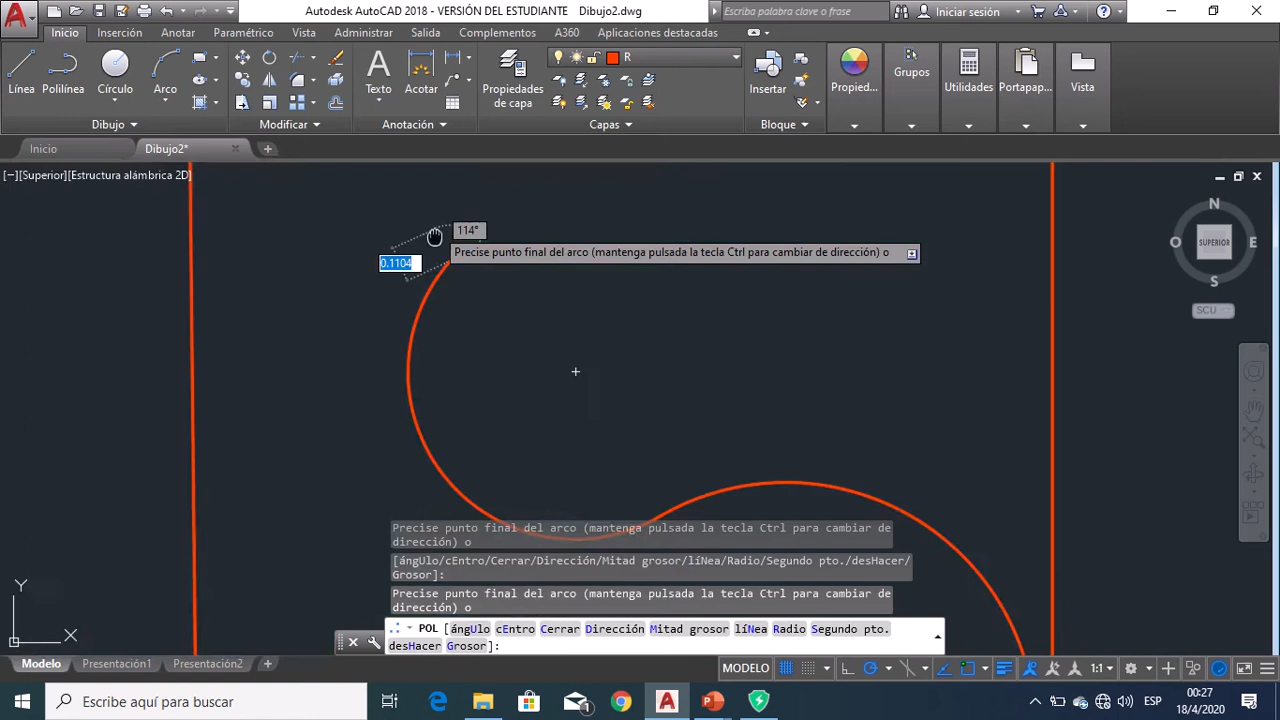 Autodesk AutoCAD 2018 - VERSIÓN DEL ESTUDIANTE Dibujo2.dwg
Escriba palabra clave o frase
Iniciar sesión
Inicio Inserción Anotar Paramétrico Vista Administrar Salida Complementos A360 Aplicaciones destacadas
R
Línea Polilínea Círculo Arco Texto Acotar Propiedades de capa Insertar Propied... Grupos Utilidades Portapap... Vista
Dibujo Modificar Anotación Capas Bloque
Inicio Dibujo2*
[−][Superior][Estructura alámbrica 2D]
N
O SUPERIOR E
S
SCU
114°
Precise punto final del arco (mantenga pulsada la tecla Ctrl para cambiar de dirección) o
0.1104
Precise punto final del arco (mantenga pulsada la tecla Ctrl para cambiar de
dirección) o
[ángUlo/cEntro/Cerrar/Dirección/Mitad grosor/líNea/Radio/Segundo pto./desHacer/
Grosor]:
Precise punto final del arco (mantenga pulsada la tecla Ctrl para cambiar de
dirección) o
POL [ángUlo cEntro Cerrar Dirección Mitad grosor líNea Radio Segundo pto.
desHacer Grosor]:
Y
X
Modelo Presentación1 Presentación2
MODELO 1:1
Escribe aquí para buscar
1
ESP
00:27
18/4/2020